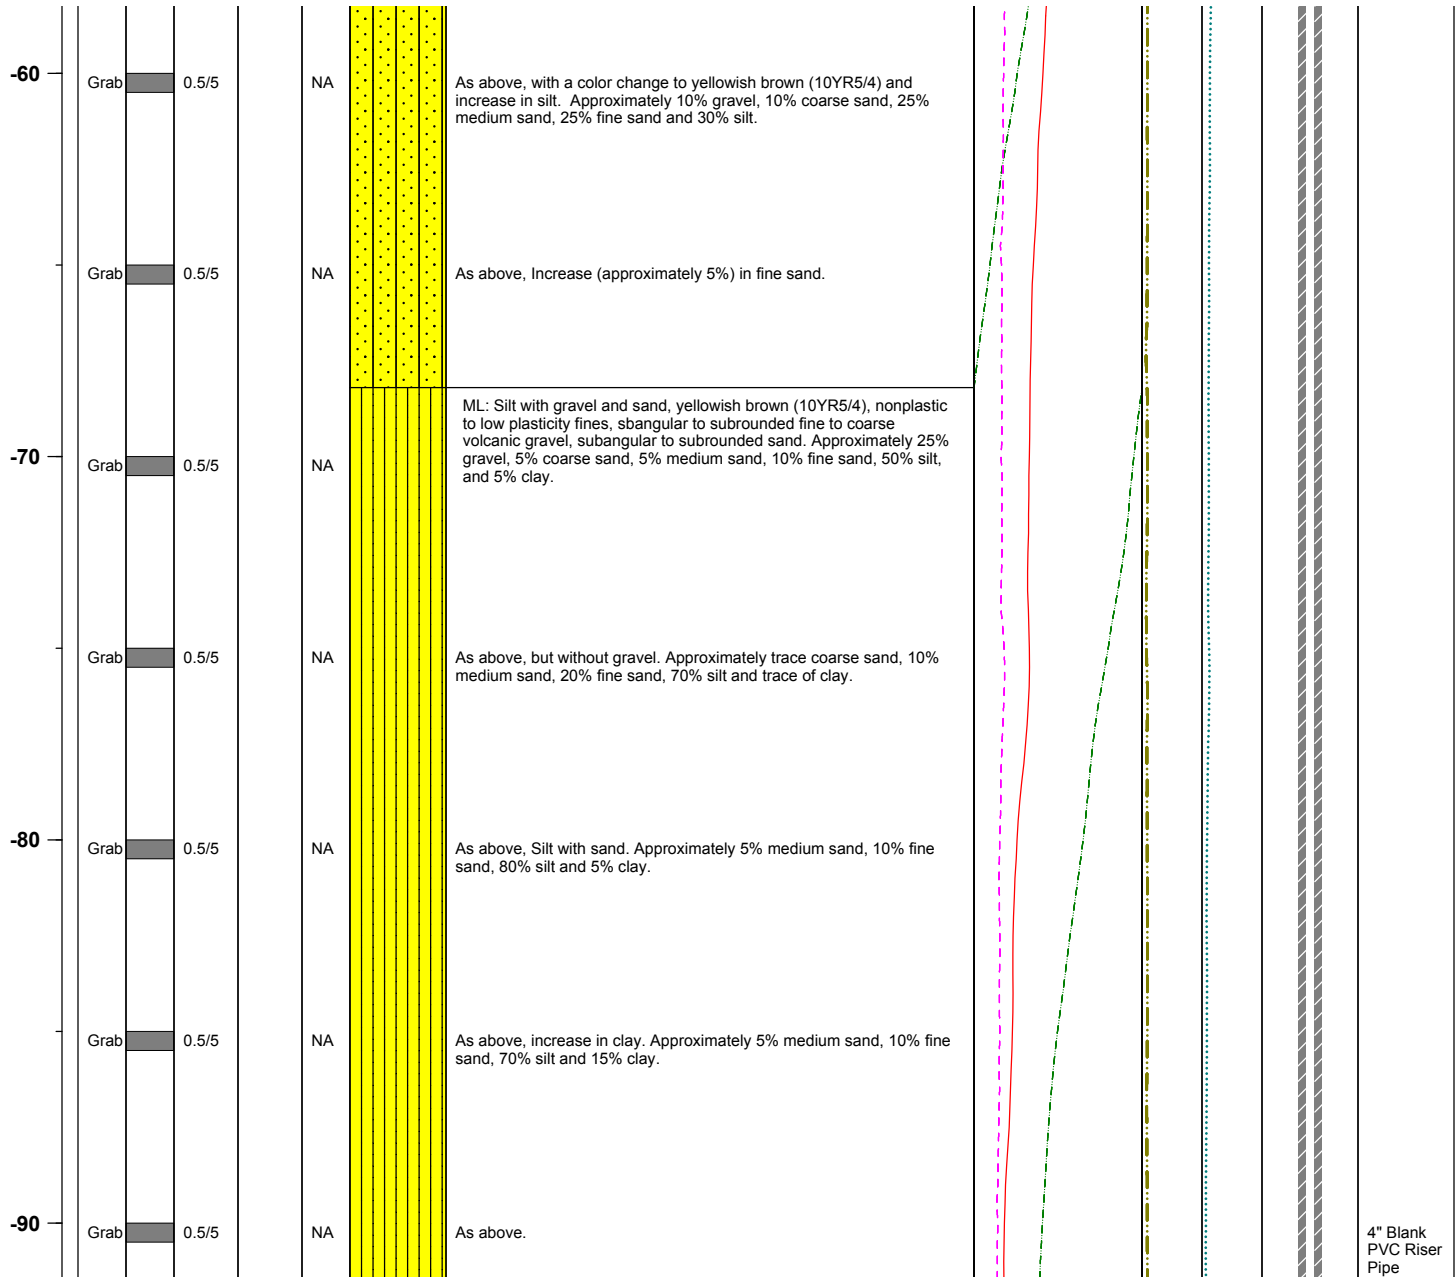 -60
Grab
0.5/5
NA
As above, with a color change to yellowish brown (10YR5/4) and
increase in silt.  Approximately 10% gravel, 10% coarse sand, 25%
medium sand, 25% fine sand and 30% silt.
Grab
0.5/5
NA
As above, Increase (approximately 5%) in fine sand.
ML: Silt with gravel and sand, yellowish brown (10YR5/4), nonplastic
to low plasticity fines, sbangular to subrounded fine to coarse
volcanic gravel, subangular to subrounded sand. Approximately 25%
gravel, 5% coarse sand, 5% medium sand, 10% fine sand, 50% silt,
and 5% clay.
-70
Grab
0.5/5
NA
Grab
0.5/5
NA
As above, but without gravel. Approximately trace coarse sand, 10%
medium sand, 20% fine sand, 70% silt and trace of clay.
-80
Grab
0.5/5
NA
As above, Silt with sand. Approximately 5% medium sand, 10% fine
sand, 80% silt and 5% clay.
Grab
0.5/5
NA
As above, increase in clay. Approximately 5% medium sand, 10% fine
sand, 70% silt and 15% clay.
-90
Grab
0.5/5
NA
As above.
4" Blank
PVC Riser
Pipe